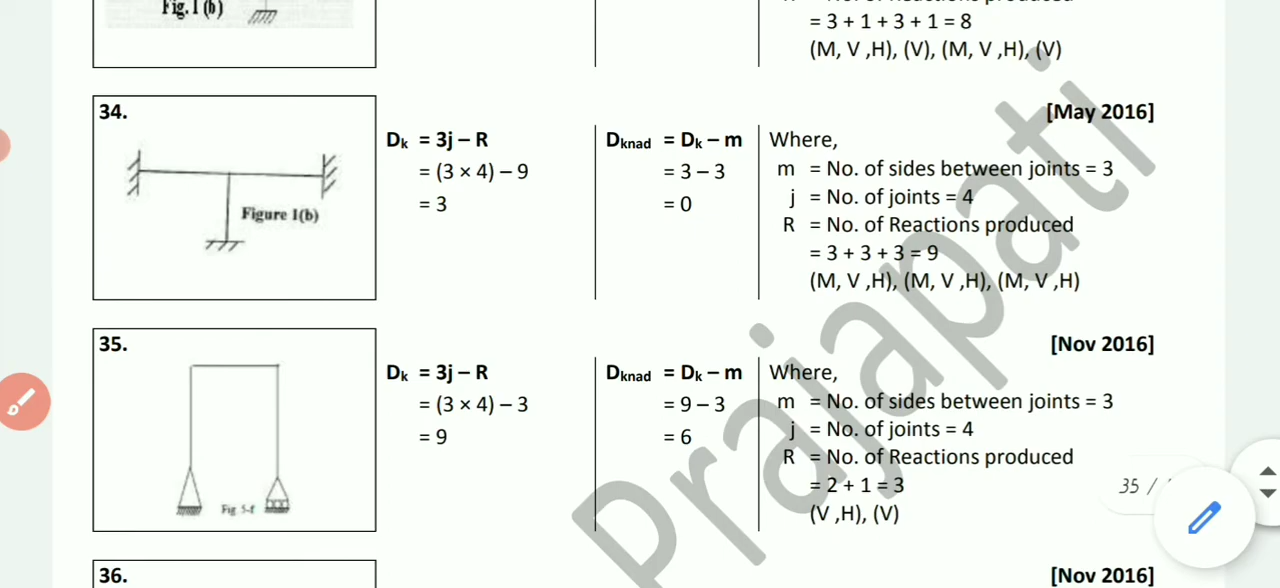 Fig. I (b)
= 3 + 1 + 3 + 1 = 8
(M, V ,H), (V), (M, V ,H), (V)
34.
[May 2016]
Figure I(b)
Dk = 3j – R
= (3 × 4) – 9
= 3
Dknad = Dk – m
= 3 – 3
= 0
Where,
m = No. of sides between joints = 3
j = No. of joints = 4
R = No. of Reactions produced
= 3 + 3 + 3 = 9
(M, V ,H), (M, V ,H), (M, V ,H)
35.
[Nov 2016]
Fig 5-f
Dk = 3j – R
= (3 × 4) – 3
= 9
Dknad = Dk – m
= 9 – 3
= 6
Where,
m = No. of sides between joints = 3
j = No. of joints = 4
R = No. of Reactions produced
= 2 + 1 = 3
(V ,H), (V)
35 /
36.
[Nov 2016]
Prajapati